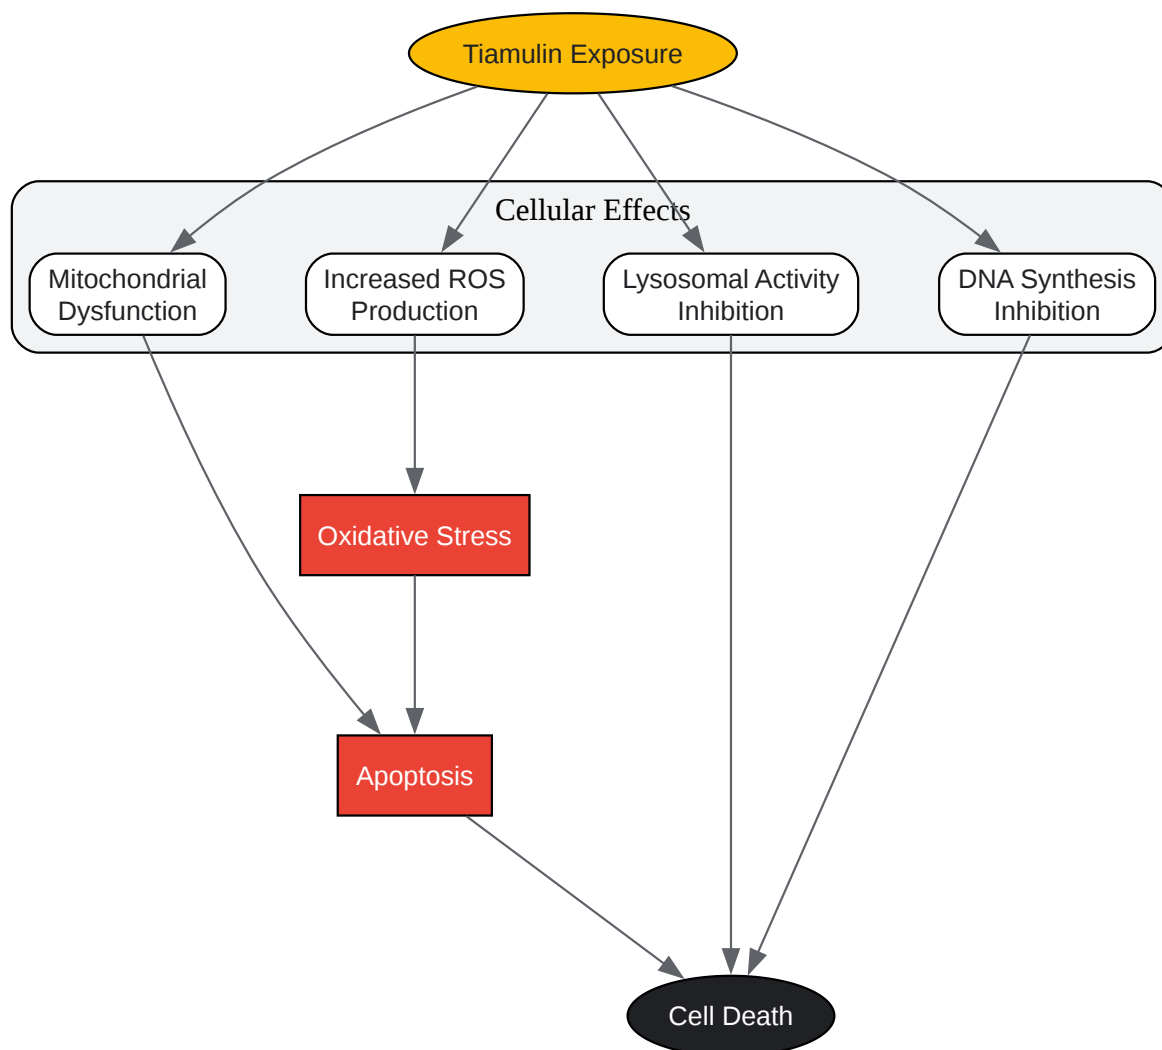 Tiamulin Exposure
Cellular Effects
Mitochondrial
Dysfunction
Increased ROS
Production
Lysosomal Activity
Inhibition
DNA Synthesis
Inhibition
Oxidative Stress
Apoptosis
Cell Death